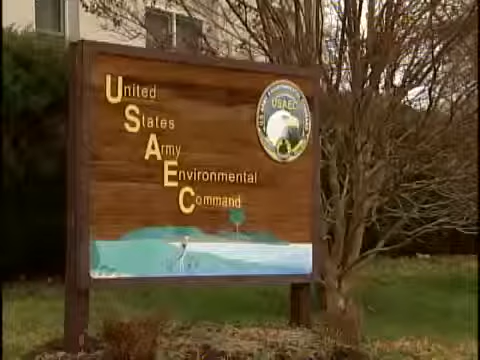 United
States
Army
Environmental
Command
USAEC